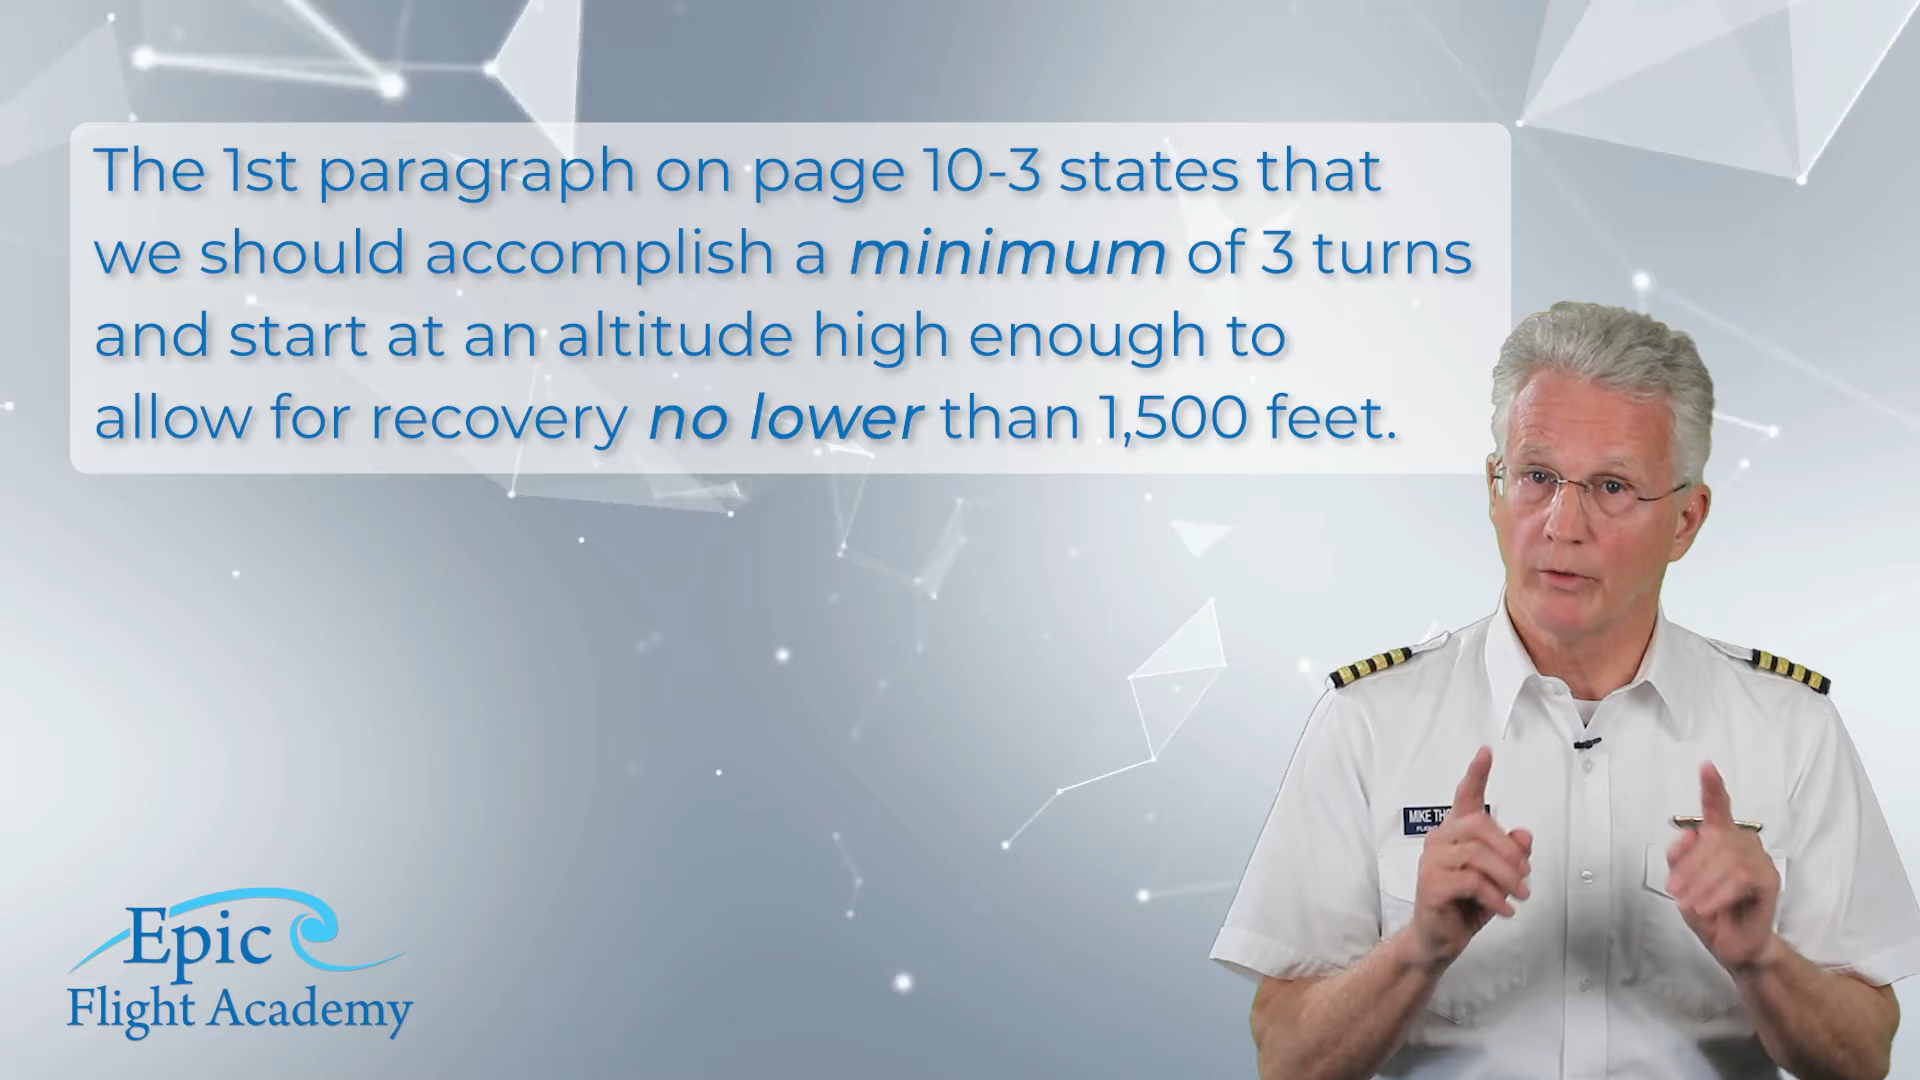 The 1st paragraph on page 10-3 states that
we should accomplish a minimum of 3 turns
and start at an altitude high enough to
allow for recovery no lower than 1,500 feet.
MIKE
Epic
Flight Academy